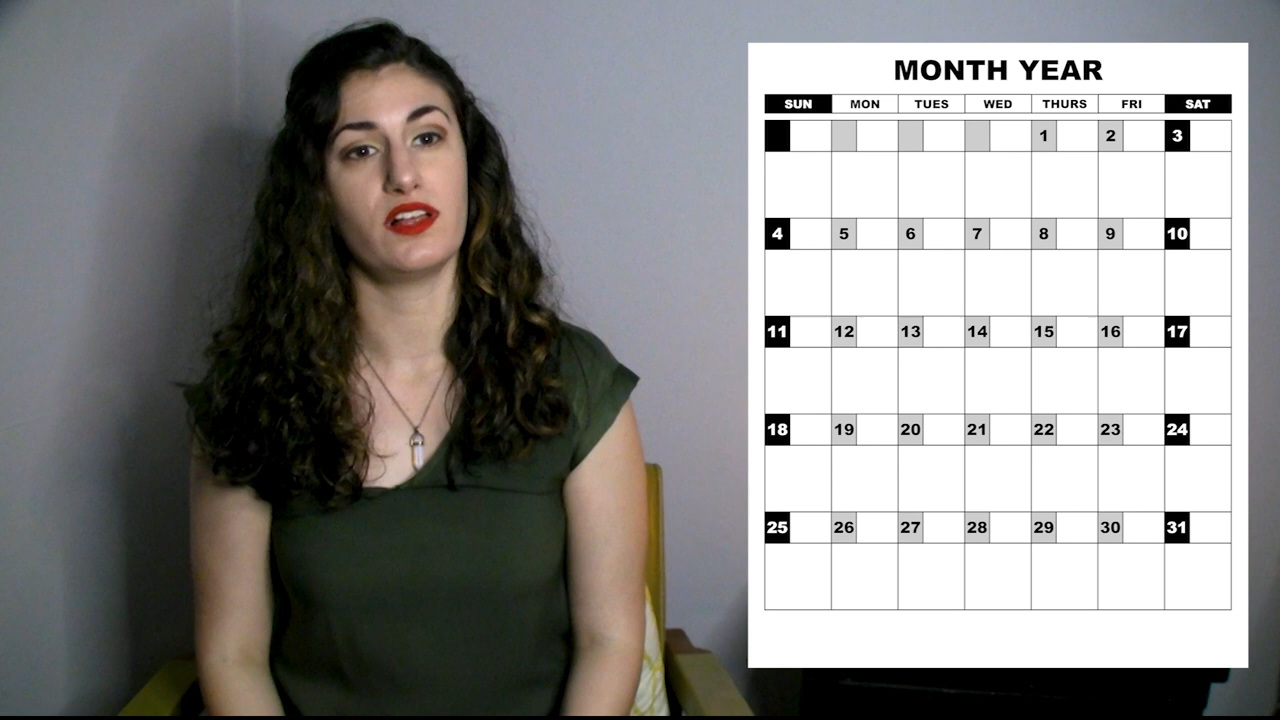 MONTH YEAR
SUN MON TUES WED THURS FRI SAT
1 2 3
4 5 6 7 8 9 10
11 12 13 14 15 16 17
18 19 20 21 22 23 24
25 26 27 28 29 30 31